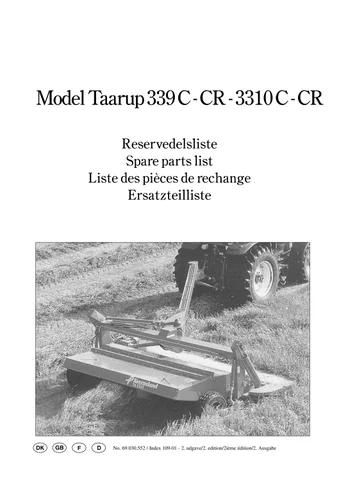 Model Taarup 339 C - CR - 3310 C - CR
Reservedelsliste
Spare parts list
Liste des pièces de rechange
Ersatzteilliste
Kverneland
DK GB F D No. 69.030.552 / Index 109-01 - 2. udgave/2. edition/2ième édition/2. Ausgabe